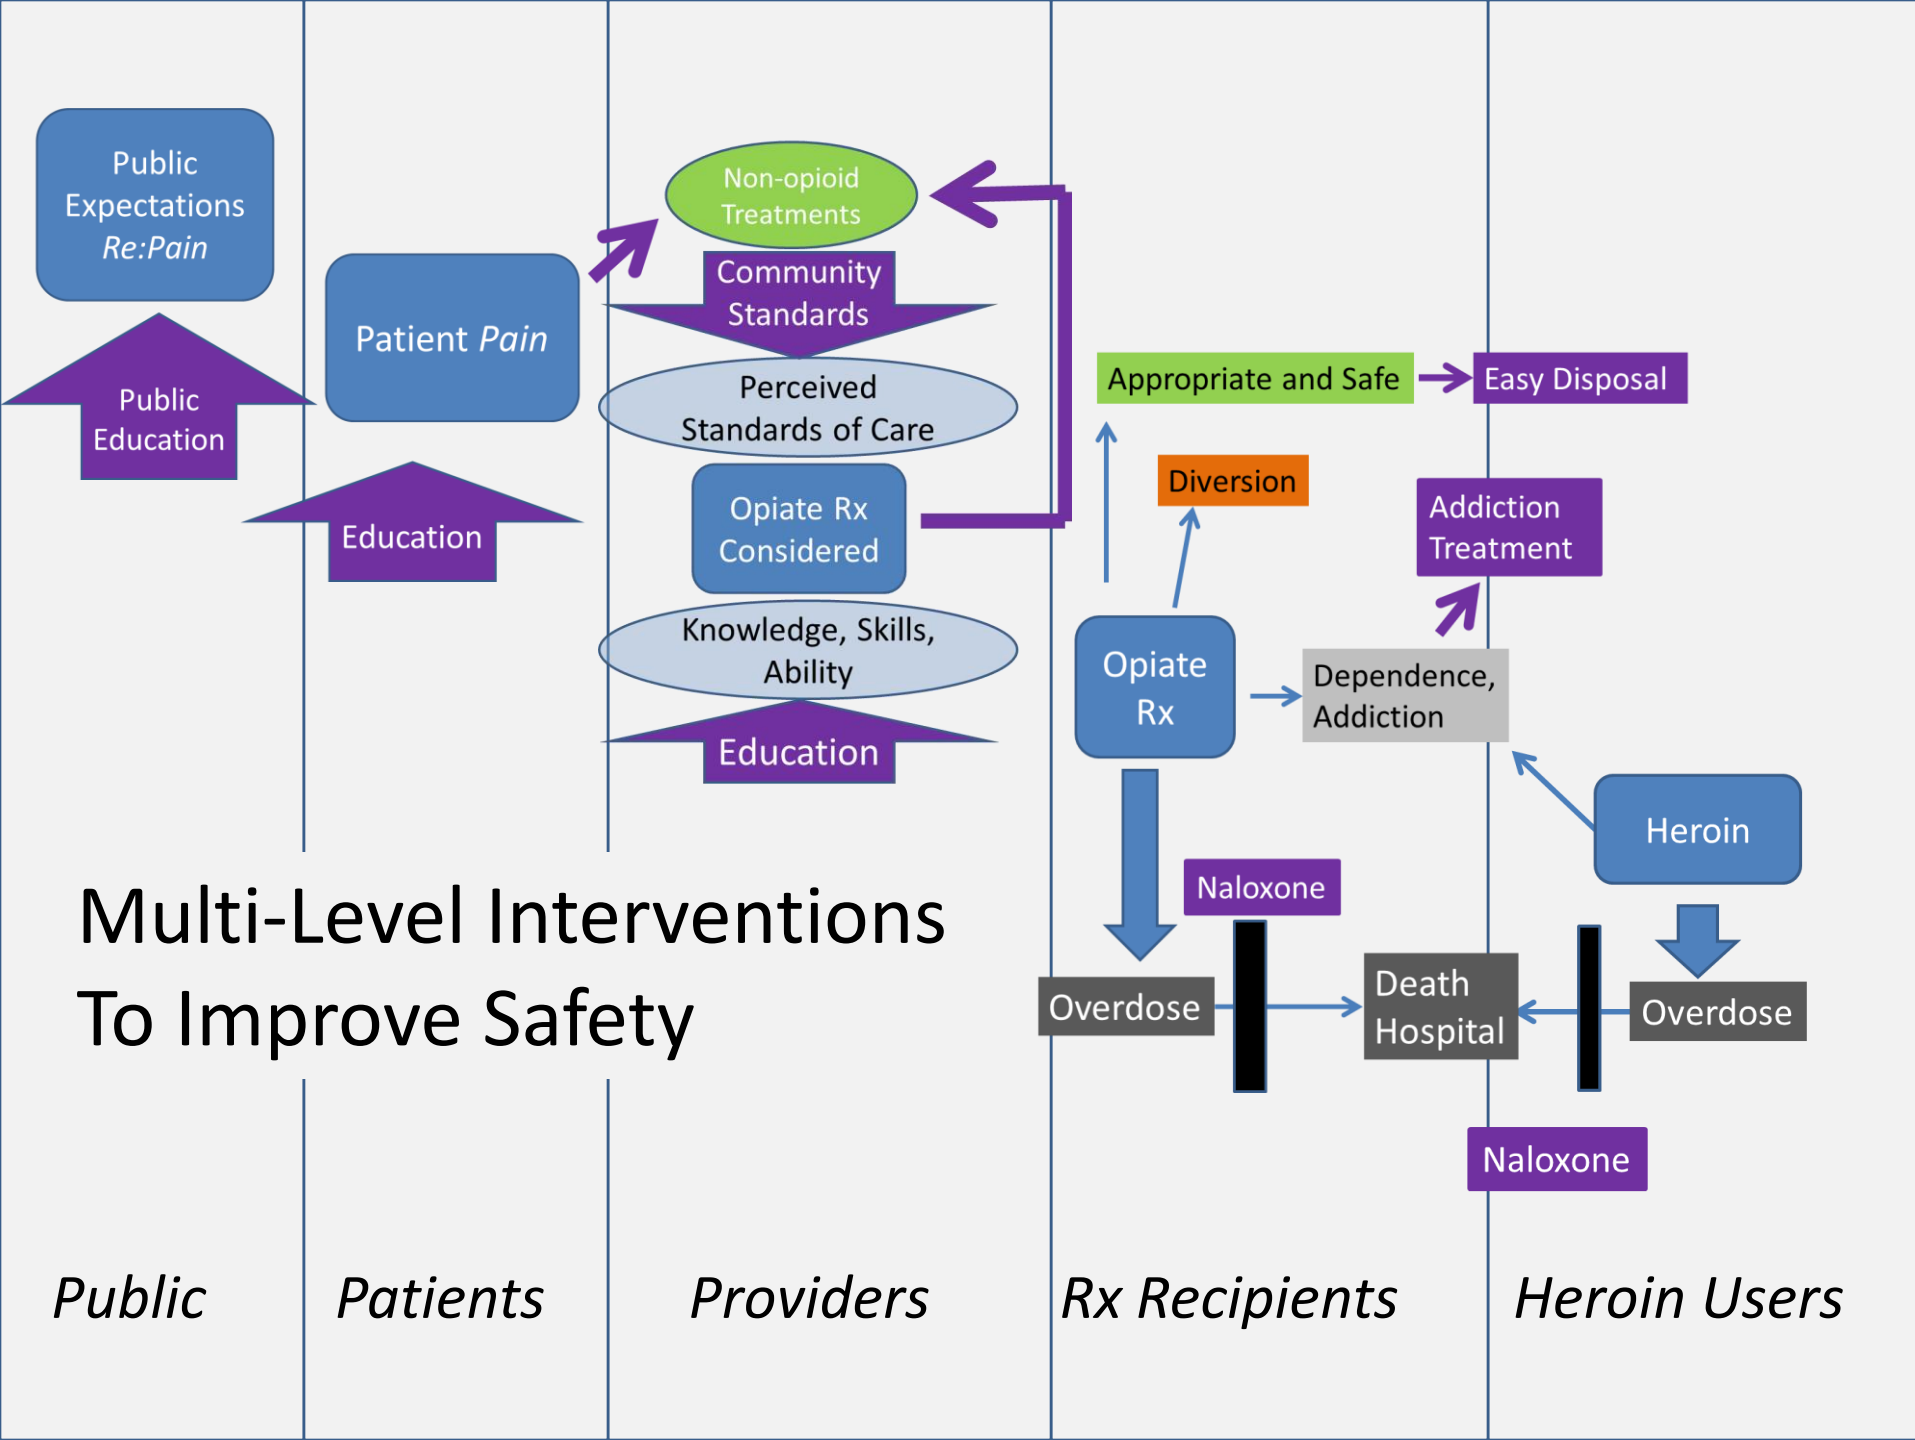 Public
Expectations
Re:Pain
Public
Education
Patient Pain
Education
Non-opioid
Treatments
Community
Standards
Perceived
Standards of Care
Opiate Rx
Considered
Knowledge, Skills,
Ability
Education
Appropriate and Safe
Easy Disposal
Diversion
Addiction
Treatment
Opiate
Rx
Dependence,
Addiction
Heroin
Naloxone
Overdose
Death
Hospital
Overdose
Naloxone
Multi-Level Interventions
To Improve Safety
Public
Patients
Providers
Rx Recipients
Heroin Users